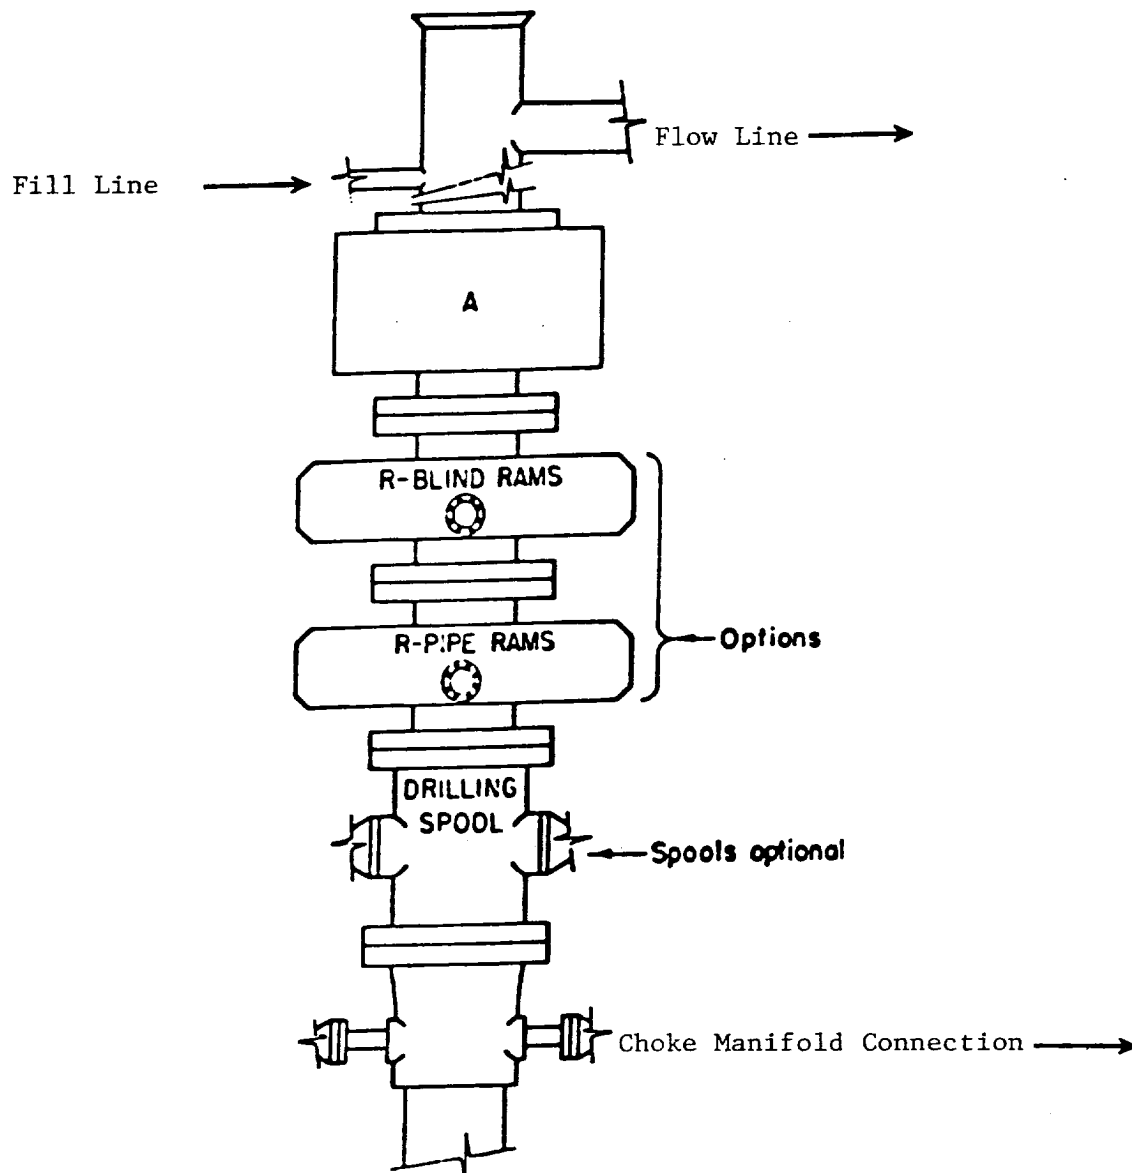 Flow Line
Fill Line
A
R-BLIND RAMS
R-PIPE RAMS
Options
DRILLING
SPOOL
Spools optional
Choke Manifold Connection